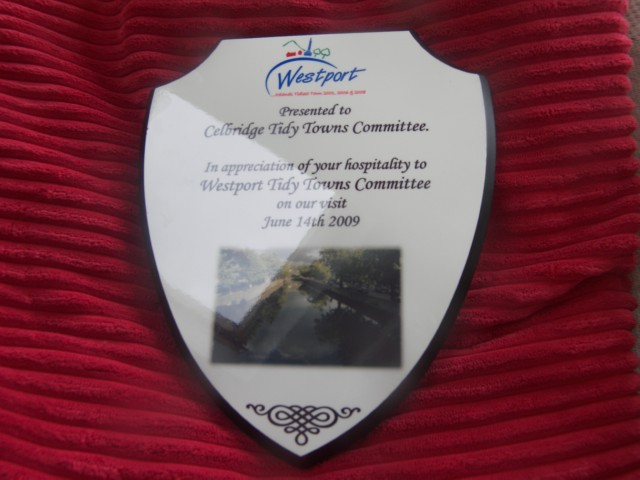 Westport
Presented to
Celbridge Tidy Towns Committee.
In appreciation of your hospitality to
Westport Tidy Towns Committee
on our visit
June 14th 2009